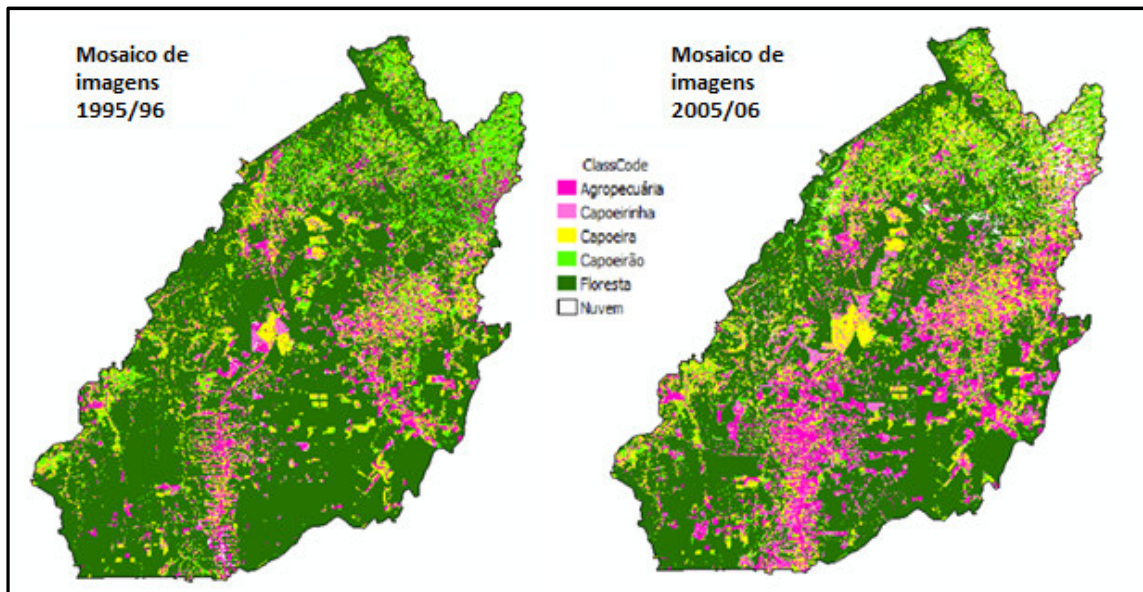 Mosaico de
imagens
1995/96
Mosaico de
imagens
2005/06
ClassCode
Agropecuária
Capoeirinha
Capoeira
Capoeirão
Floresta
Nuvem